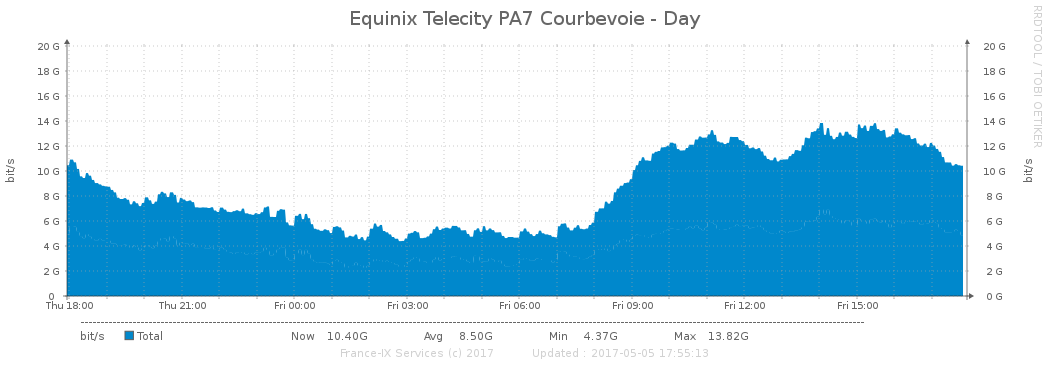 Equinix Telecity PA7 Courbevoie - Day
RRDTOOL / TOBI OETIKER
20 G 20 G
18 G 18 G
16 G 16 G
14 G 14 G
12 G 12 G
10 G 10 G
8 G 8 G
6 G 6 G
4 G 4 G
2 G 2 G
0 0 G
bit/s
bit/s
Thu 18:00 Thu 21:00 Fri 00:00 Fri 03:00 Fri 06:00 Fri 09:00 Fri 12:00 Fri 15:00
bit/s Total Now 10.40G Avg 8.50G Min 4.37G Max 13.82G
France-IX Services (c) 2017 Updated : 2017-05-05 17:55:13